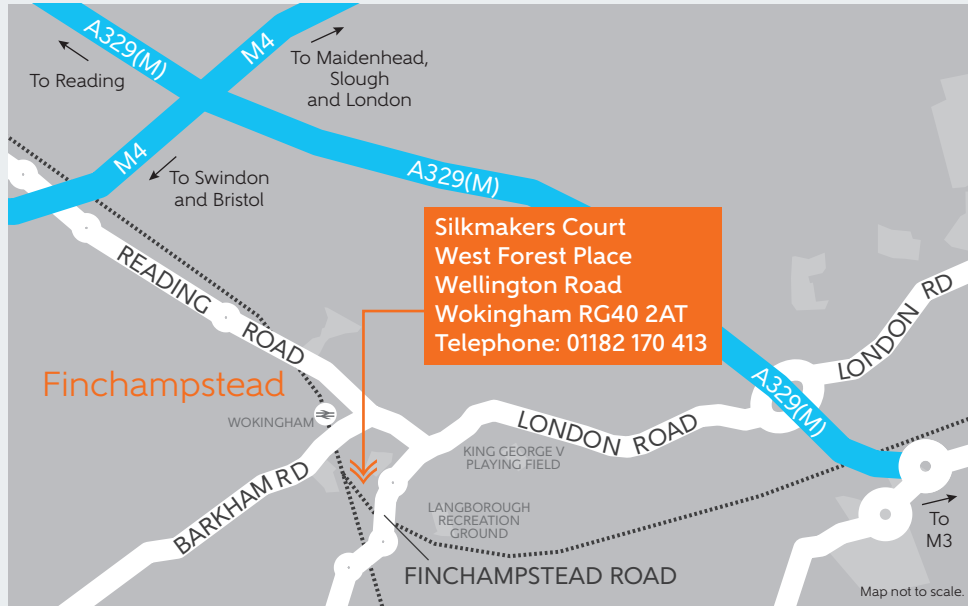 A329(M)
M4
To Reading
To Maidenhead,
Slough
and London
M4
To Swindon
and Bristol
A329(M)
Silkmakers Court
West Forest Place
Wellington Road
Wokingham RG40 2AT
Telephone: 01182 170 413
READING ROAD
LONDON RD
Finchampstead
A329(M)
WOKINGHAM
LONDON ROAD
KING GEORGE V
PLAYING FIELD
BARKHAM RD
LANGBOROUGH
RECREATION
GROUND
To
M3
FINCHAMPSTEAD ROAD
Map not to scale.